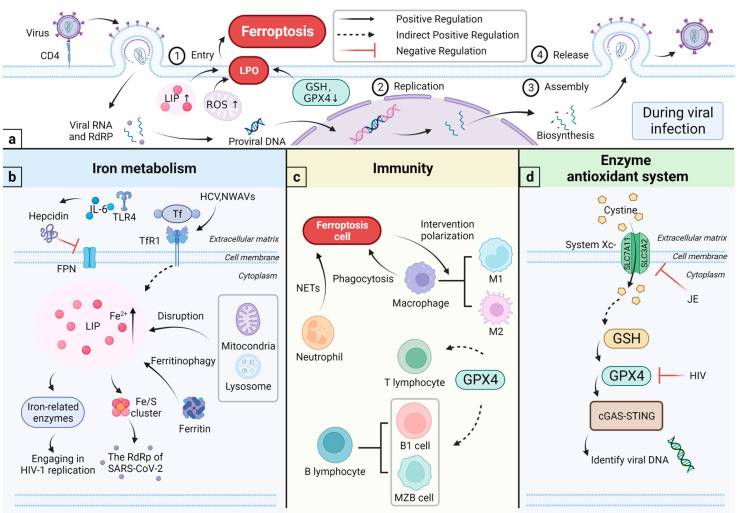 Virus
CD4
1
Entry
Ferroptosis
LPO
LIP ↑
ROS ↑
GSH,
GPX4↓
Positive Regulation
Indirect Positive Regulation
Negative Regulation
4
Release
2
Replication
3
Assembly
Viral RNA
and RdRP
Proviral DNA
Biosynthesis
During viral
infection
a
b
Iron metabolism
Hepcidin
IL-6
TLR4
Tf
HCV,NWAVs
TfR1
FPN
Extracellular matrix
Cell membrane
Cytoplasm
LIP
Fe²⁺
Disruption
Mitocondria
Lysosome
Ferritinophagy
Iron-related
enzymes
Fe/S
cluster
Ferritin
Engaging in
HIV-1 replication
The RdRp of
SARS-CoV-2
c
Immunity
Ferroptosis
cell
Intervention
polarization
NETs
Phagocytosis
Macrophage
M1
M2
Neutrophil
T lymphocyte
GPX4
B lymphocyte
B1 cell
MZB cell
d
Enzyme
antioxidant system
Cystine
System Xc-
SLC7A11
SLC3A2
Extracellular matrix
Cell membrane
Cytoplasm
JE
GSH
GPX4
HIV
cGAS-STING
Identify viral DNA